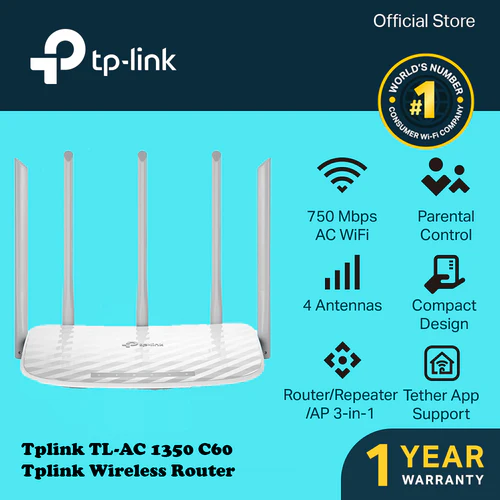 Official Store
tp-link
WORLD'S NUMBER
#1
CONSUMER Wi-Fi COMPANY
750 Mbps
AC WiFi
Parental
Control
4 Antennas
Compact
Design
Router/Repeater
/AP 3-in-1
Tether App
Support
tp-link
Tplink TL-AC 1350 C60
Tplink Wireless Router
1 YEAR
WARRANTY